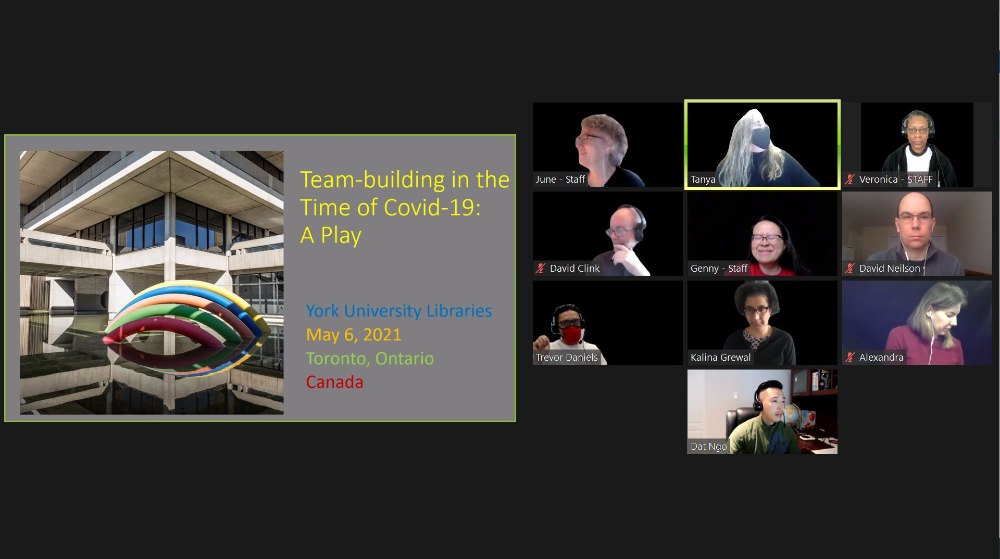 Team-building in the
Time of Covid-19:
A Play
York University Libraries
May 6, 2021
Toronto, Ontario
Canada
June - Staff
Tanya
Veronica - STAFF
David Clink
Genny - Staff
David Neilson
Trevor Daniels
Kalina Grewal
Alexandra
Dat Ngo